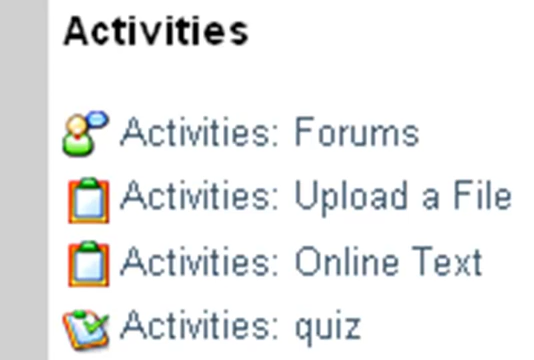 Activities
Activities: Forums
Activities: Upload a File
Activities: Online Text
Activities: quiz